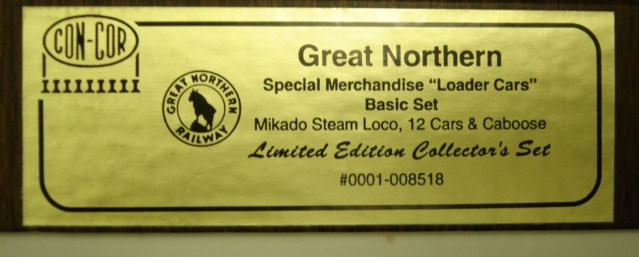 CON-COR
GREAT NORTHERN
RAILWAY
Great Northern
Special Merchandise “Loader Cars”
Basic Set
Mikado Steam Loco, 12 Cars & Caboose
Limited Edition Collector's Set
#0001-008518